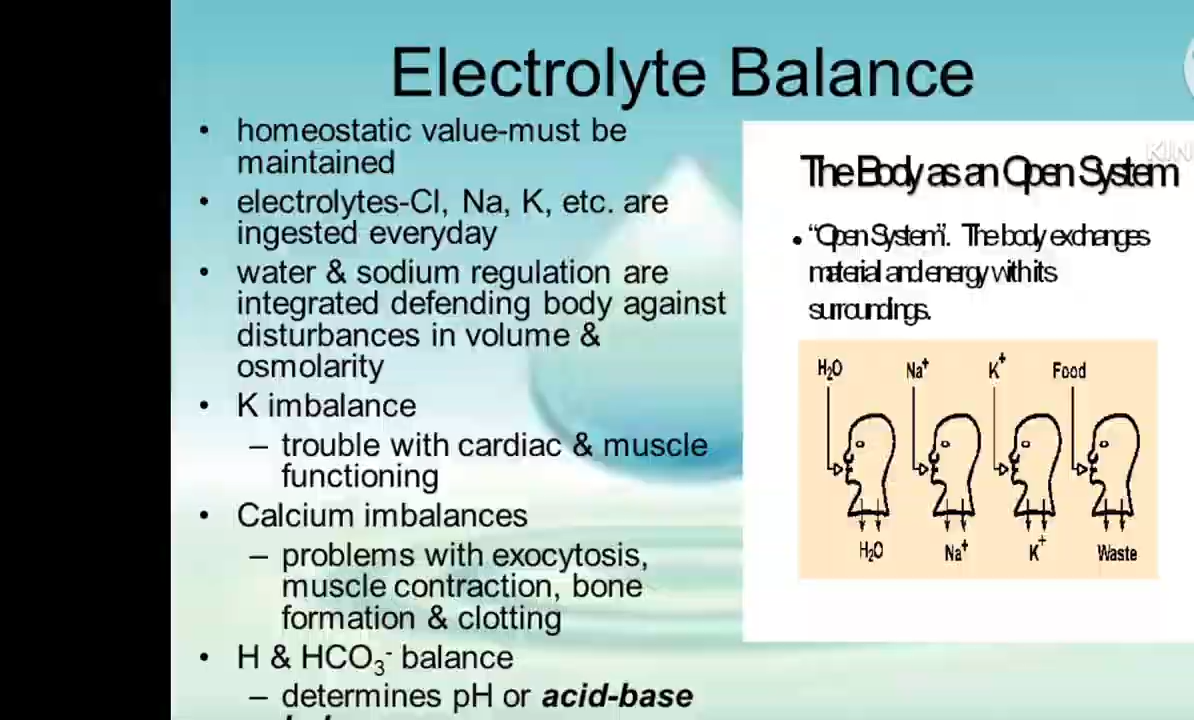 Electrolyte Balance
• homeostatic value-must be
maintained
• electrolytes-Cl, Na, K, etc. are
ingested everyday
• water & sodium regulation are
integrated defending body against
disturbances in volume &
osmolarity
• K imbalance
– trouble with cardiac & muscle
functioning
• Calcium imbalances
– problems with exocytosis,
muscle contraction, bone
formation & clotting
• H & HCO₃⁻ balance
– determines pH or acid-base
KIN
The Body as an Open System
• “Open System”. The body exchanges
material and energy with its
surroundings.
H₂O Na⁺ K⁺ Food
H₂O Na⁺ K⁺ Waste